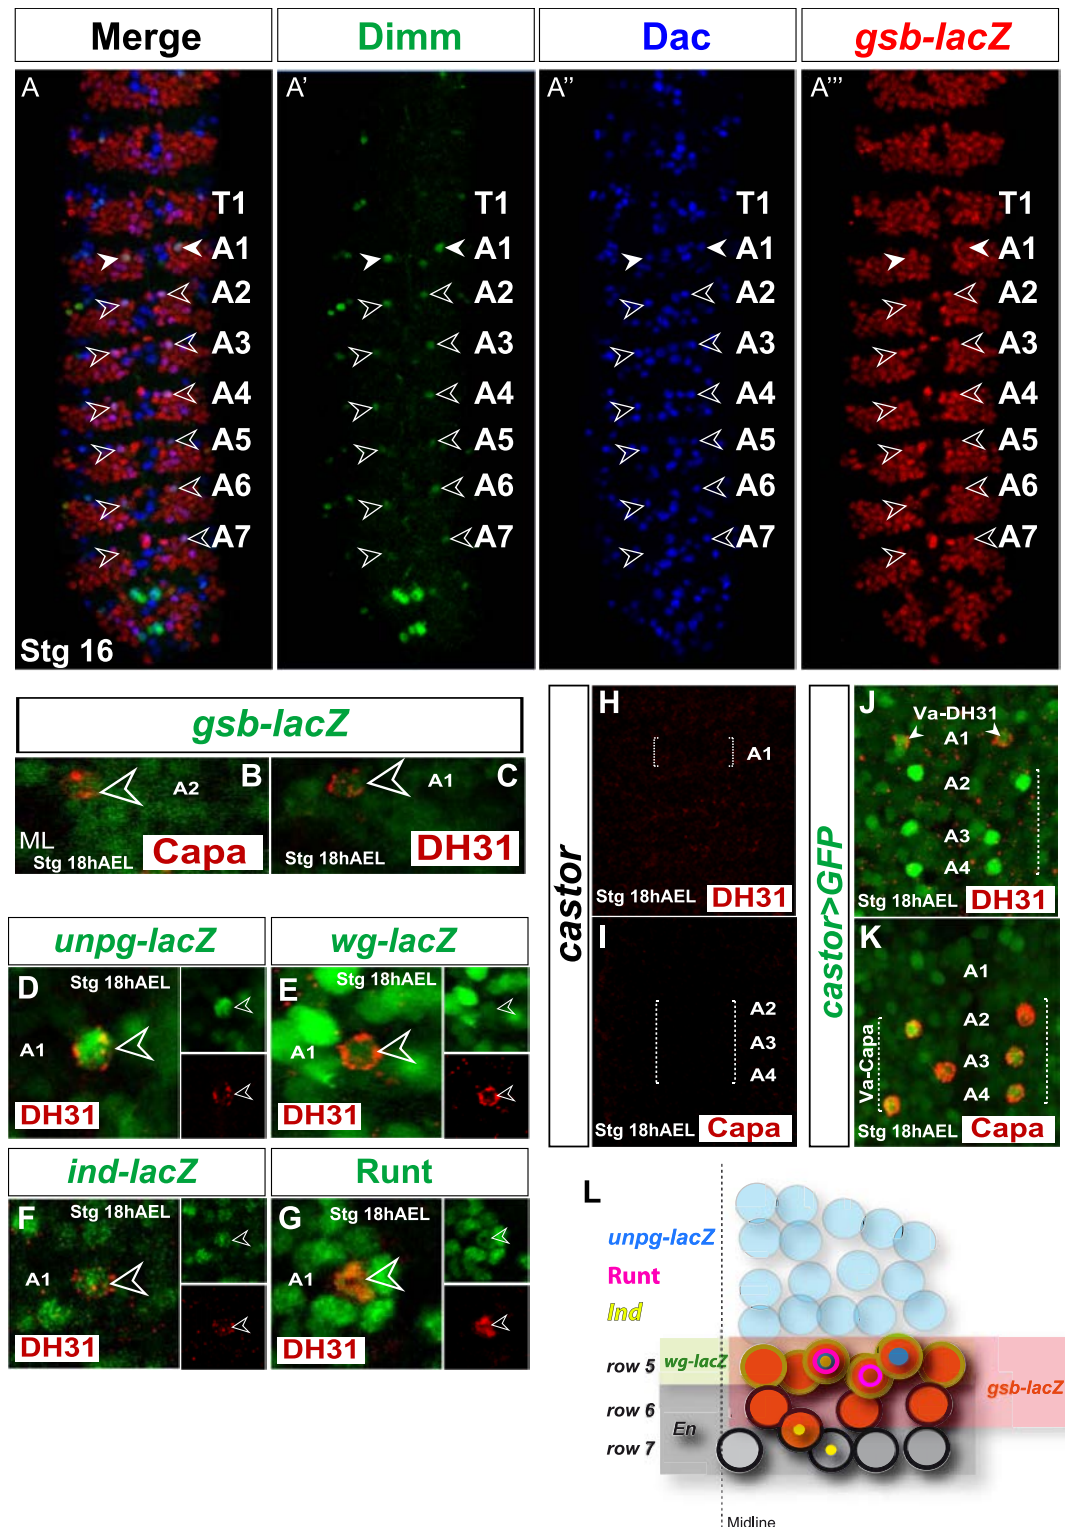 Merge
Dimm
Dac
gsb-lacZ
A
A'
A''
A'''
T1
A1
A2
A3
A4
A5
A6
A7
T1
A1
A2
A3
A4
A5
A6
A7
T1
A1
A2
A3
A4
A5
A6
A7
T1
A1
A2
A3
A4
A5
A6
A7
Stg 16
gsb-lacZ
B
A2
ML
Stg 18hAEL
Capa
C
A1
Stg 18hAEL
DH31
unpg-lacZ
wg-lacZ
D
Stg 18hAEL
A1
DH31
E
Stg 18hAEL
A1
DH31
ind-lacZ
Runt
F
Stg 18hAEL
A1
DH31
G
Stg 18hAEL
A1
DH31
castor
H
A1
Stg 18hAEL
DH31
I
A2
A3
A4
Stg 18hAEL
Capa
castor>GFP
J
Va-DH31
A1
A2
A3
A4
Stg 18hAEL
DH31
K
A1
A2
A3
A4
Va-Capa
Stg 18hAEL
Capa
L
unpg-lacZ
Runt
Ind
row 5
wg-lacZ
gsb-lacZ
row 6
En
row 7
Midline